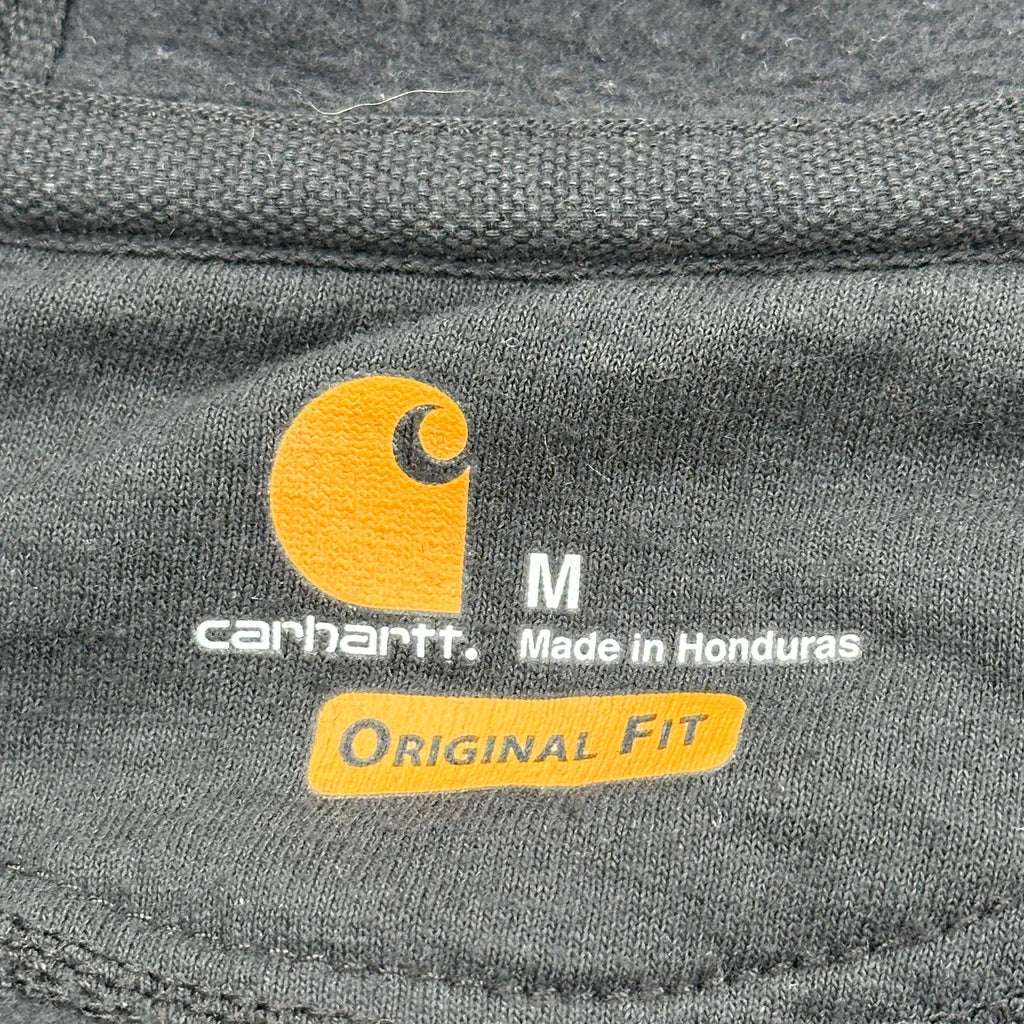 M
carhartt.
Made in Honduras
ORIGINAL FIT